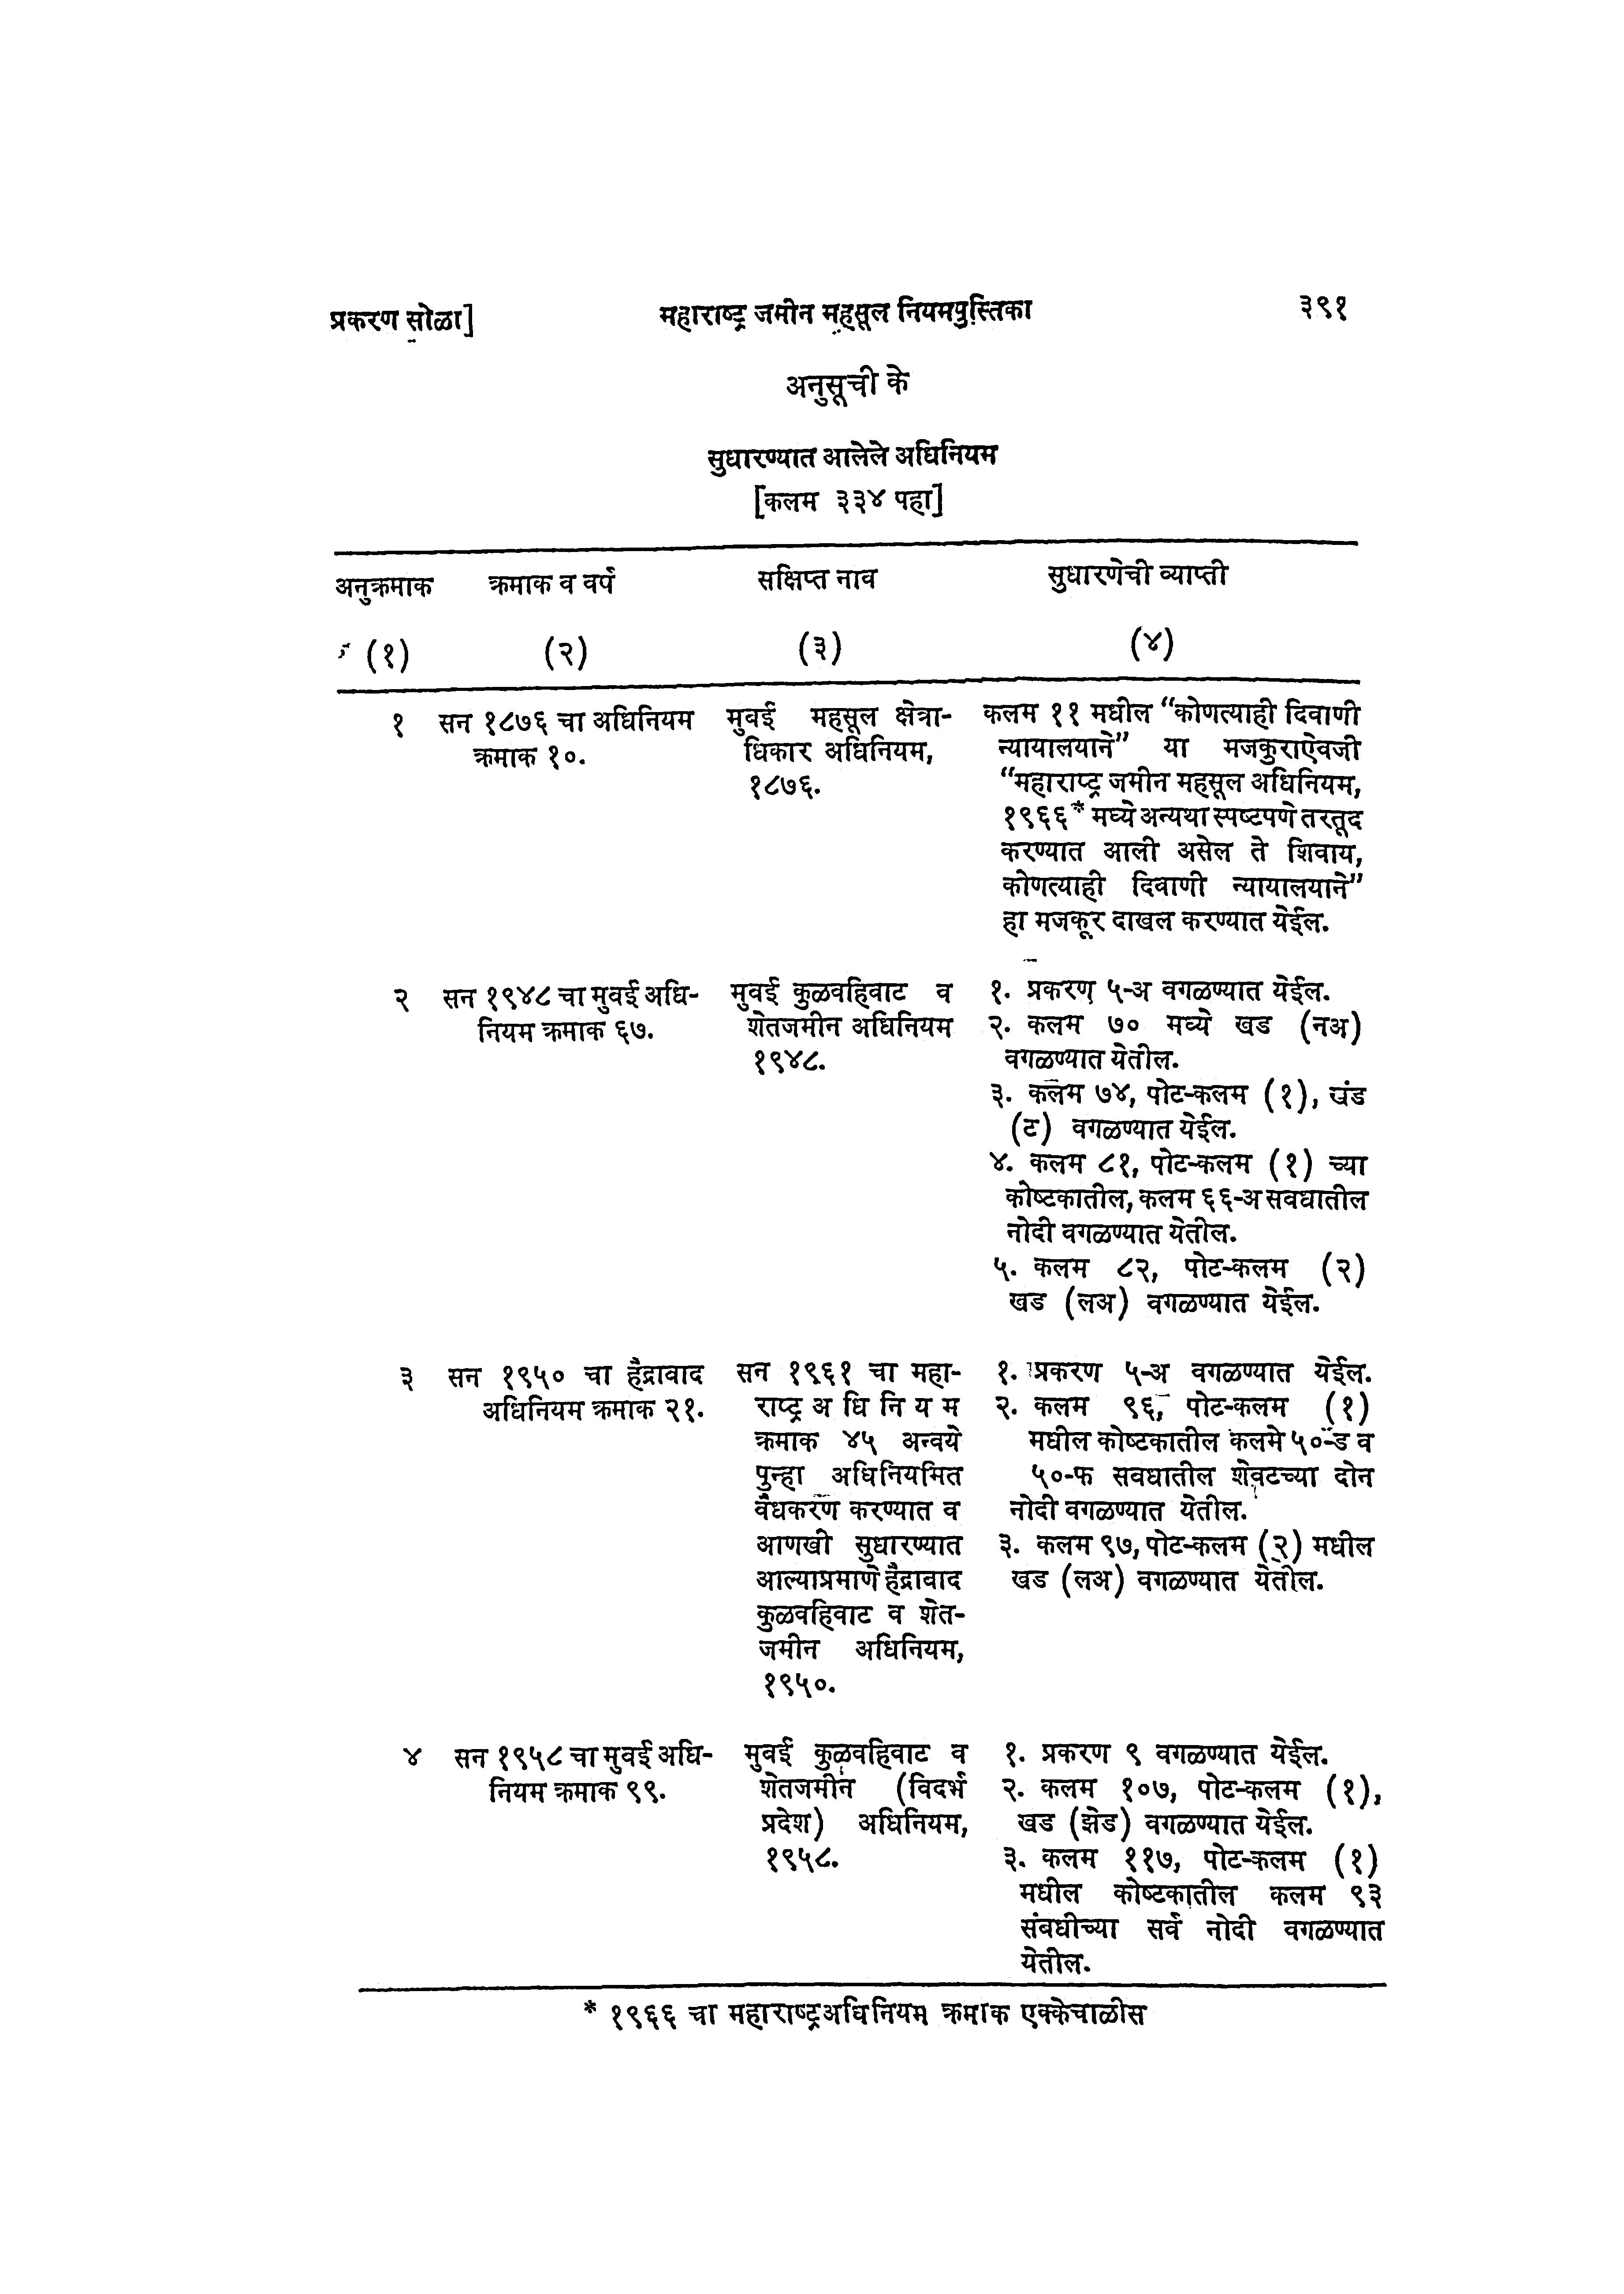 प्रकरण सोळा]
महाराष्ट्र जमीन महसूल नियमपुस्तिका
३९१
अनुसूची के
सुधारण्यात आलेले अधिनियम
[कलम ३३४ पहा]
अनुक्रमाक क्रमाक व वर्ष सक्षिप्त नाव सुधारणेची व्याप्ती
(१) (२) (३) (४)
१ सन १८७६ चा अधिनियम
क्रमाक १०.
मुवई महसूल क्षेत्रा-
धिकार अधिनियम,
१८७६.
कलम ११ मधील “कोणत्याही दिवाणी
न्यायालयाने” या मजकुराऐवजी
“महाराष्ट्र जमीन महसूल अधिनियम,
१९६६* मध्ये अन्यथा स्पष्टपणे तरतूद
करण्यात आली असेल ते शिवाय,
कोणत्याही दिवाणी न्यायालयाने”
हा मजकूर दाखल करण्यात येईल.
२ सन १९४८ चा मुवई अधि-
नियम क्रमाक ६७.
मुवई कुळवहिवाट व
शेतजमीन अधिनियम
१९४८.
१. प्रकरण ५-अ वगळण्यात येईल.
२. कलम ७० मध्ये खड (नअ)
वगळण्यात येतील.
३. कलम ७४, पोट-कलम (१), खंड
(ट) वगळण्यात येईल.
४. कलम ८१, पोट-कलम (१) च्या
कोष्टकातील, कलम ६६-अ सवधातील
नोदी वगळण्यात येतील.
५. कलम ८२, पोट-कलम (२)
खड (लअ) वगळण्यात येईल.
३ सन १९५० चा हैद्रावाद
अधिनियम क्रमाक २१.
सन १९६१ चा महा-
राष्ट्र अ धि नि य म
क्रमाक ४५ अन्वये
पुन्हा अधिनियमित
वैधकरण करण्यात व
आणखी सुधारण्यात
आल्याप्रमाणे हैद्रावाद
कुळवहिवाट व शेत-
जमीन अधिनियम,
१९५०.
१. प्रकरण ५-अ वगळण्यात येईल.
२. कलम ९६, पोट-कलम (१)
मधील कोष्टकातील कलमे ५०-ड व
५०-फ सवधातील शेवटच्या दोन
नोदी वगळण्यात येतील.
३. कलम ९७, पोट-कलम (२) मधील
खड (लअ) वगळण्यात येतील.
४ सन १९५८ चा मुवई अधि-
नियम क्रमाक ९९.
मुवई कुळवहिवाट व
शेतजमीन (विदर्भ
प्रदेश) अधिनियम,
१९५८.
१. प्रकरण ९ वगळण्यात येईल.
२. कलम १०७, पोट-कलम (१),
खड (झेड) वगळण्यात येईल.
३. कलम ११७, पोट-कलम (१)
मधील कोष्टकातील कलम ९३
संबधीच्या सर्व नोदी वगळण्यात
येतील.
* १९६६ चा महाराष्ट्र अधिनियम क्रमाक एक्केचाळीस